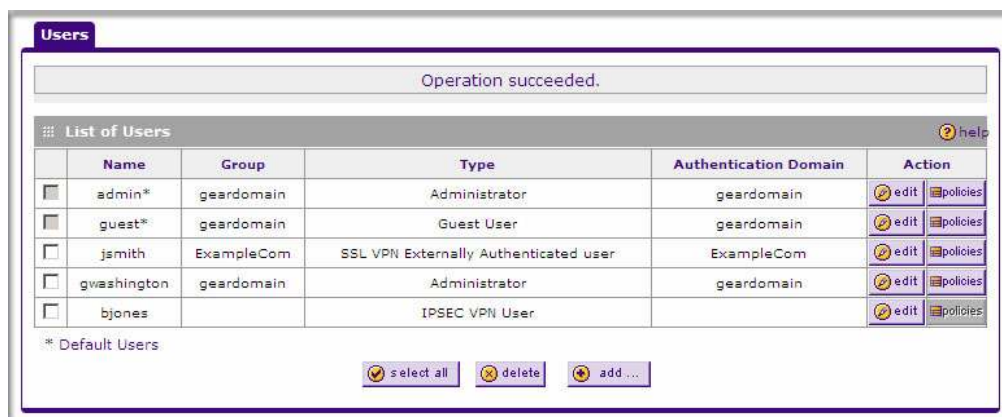 Users
Operation succeeded.
List of Users help
Name Group Type Authentication Domain Action
admin* geardomain Administrator geardomain edit policies
guest* geardomain Guest User geardomain edit policies
jsmith ExampleCom SSL VPN Externally Authenticated user ExampleCom edit policies
gwashington geardomain Administrator geardomain edit policies
bjones IPSEC VPN User edit policies
* Default Users
select all delete add ...